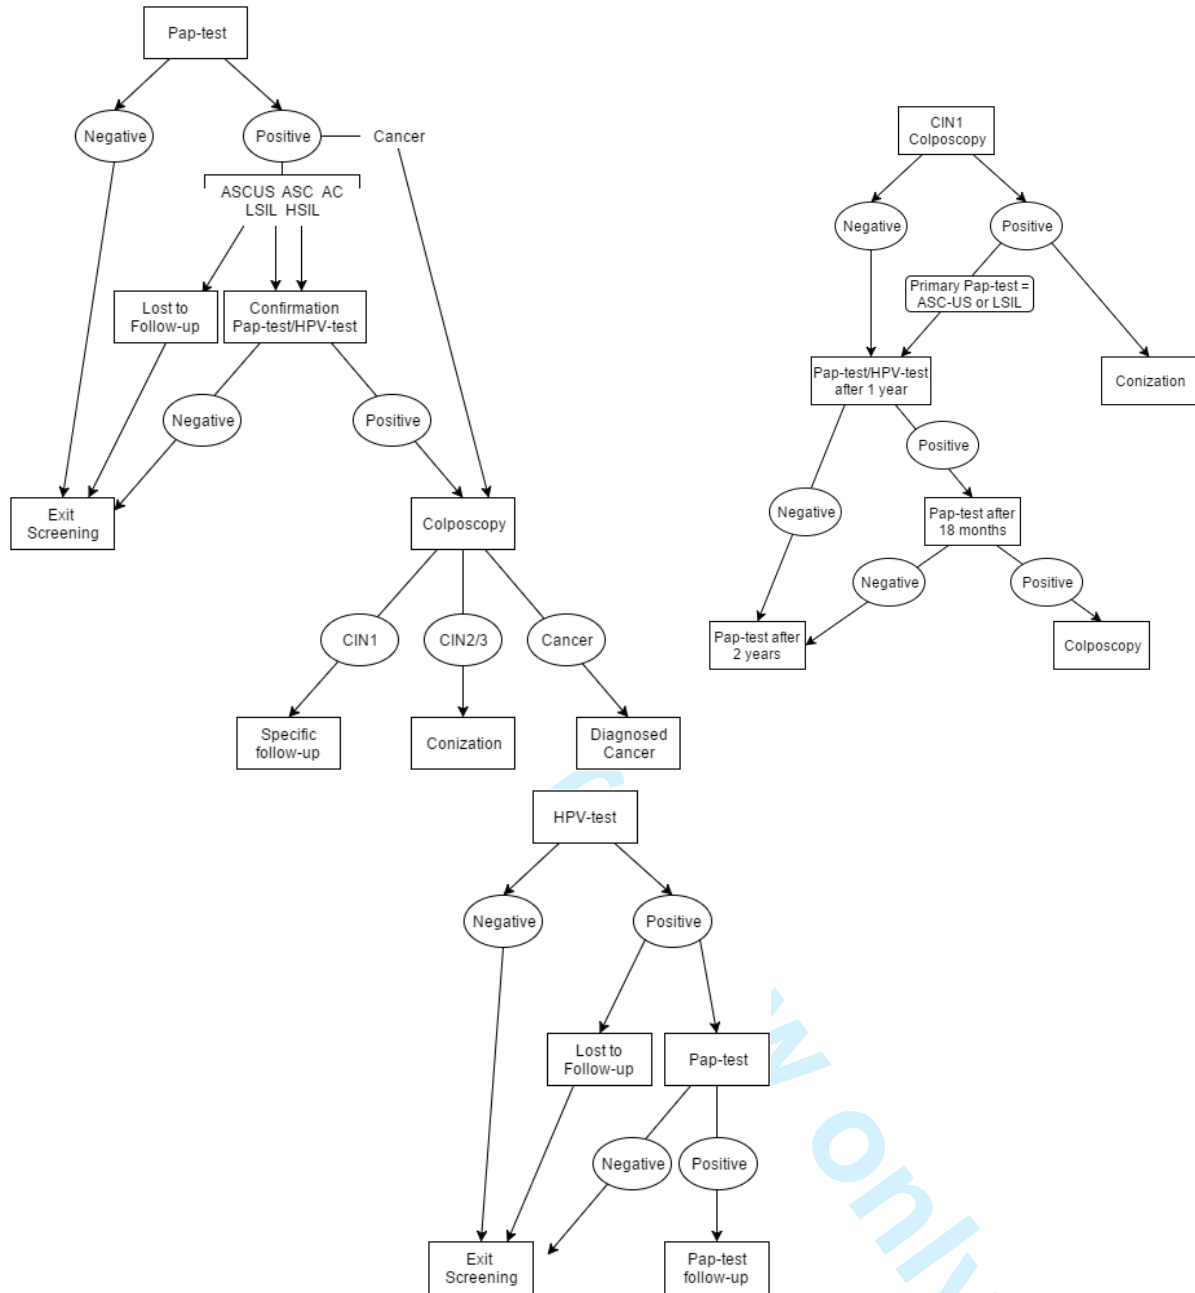 Pap-test
Negative
Positive
Cancer
ASCUS ASC AC
LSIL HSIL
Lost to
Follow-up
Confirmation
Pap-test/HPV-test
Negative
Positive
Exit
Screening
Colposcopy
CIN1
CIN2/3
Cancer
Specific
follow-up
Conization
Diagnosed
Cancer
CIN1
Colposcopy
Negative
Positive
Primary Pap-test =
ASC-US or LSIL
Pap-test/HPV-test
after 1 year
Conization
Positive
Negative
Pap-test after
18 months
Negative
Positive
Pap-test after
2 years
Colposcopy
HPV-test
Negative
Positive
Lost to
Follow-up
Pap-test
Negative
Positive
Exit
Screening
Pap-test
follow-up
w only